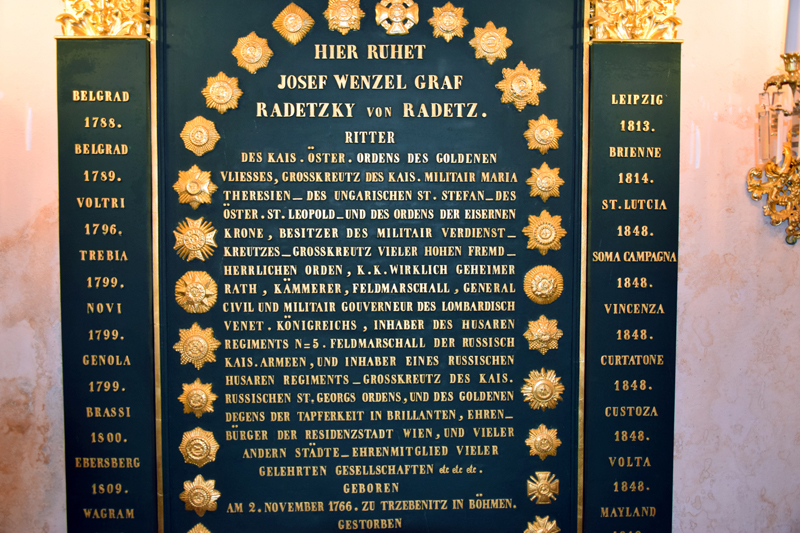 BELGRAD
1788.
BELGRAD
1789.
VOLTRI
1796.
TREBIA
1799.
NOVI
1799.
GENOLA
1799.
BRASSI
1800.
EBERSBERG
1809.
WAGRAM
HIER RUHET
JOSEF WENZEL GRAF
RADETZKY VON RADETZ.
RITTER
DES KAIS. ÖSTER. ORDENS DES GOLDENEN
VLIESSES, GROSSKREUTZ DES KAIS. MILITAIR MARIA
THERESIEN_ DES UNGARISCHEN ST. STEFAN_DES
ÖSTER. ST. LEOPOLD_UND DES ORDENS DER EISERNEN
KRONE, BESITZER DES MILITAIR VERDIENST_
KREUTZES_GROSSKREUTZ VIELER HOHEN FREMD_
HERRLICHEN ORDEN, K.K. WIRKLICH GEHEIMER
RATH, KÄMMERER, FELDMARSCHALL, GENERAL
CIVIL UND MILITAIR GOUVERNEUR DES LOMBARDISCH
VENET. KÖNIGREICHS, INHABER DES HUSAREN
REGIMENTS N=5. FELDMARSCHALL DER RUSSISCH
KAIS. ARMEEN, UND INHABER EINES RUSSISCHEN
HUSAREN REGIMENTS_GROSSKREUTZ DES KAIS.
RUSSISCHEN ST. GEORGS ORDENS, UND DES GOLDENEN
DEGENS DER TAPFERKEIT IN BRILLANTEN, EHREN_
BÜRGER DER RESIDENZSTADT WIEN, UND VIELER
ANDERN STÄDTE_EHRENMITGLIED VIELER
GELEHRTEN GESELLSCHAFTEN etc etc etc.
GEBOREN
AM 2. NOVEMBER 1766. ZU TRZEBENITZ IN BÖHMEN.
GESTORBEN
LEIPZIG
1813.
BRIENNE
1814.
ST. LUTCIA
1848.
SOMA CAMPAGNA
1848.
VINCENZA
1848.
CURTATONE
1848.
CUSTOZA
1848.
VOLTA
1848.
MAYLAND